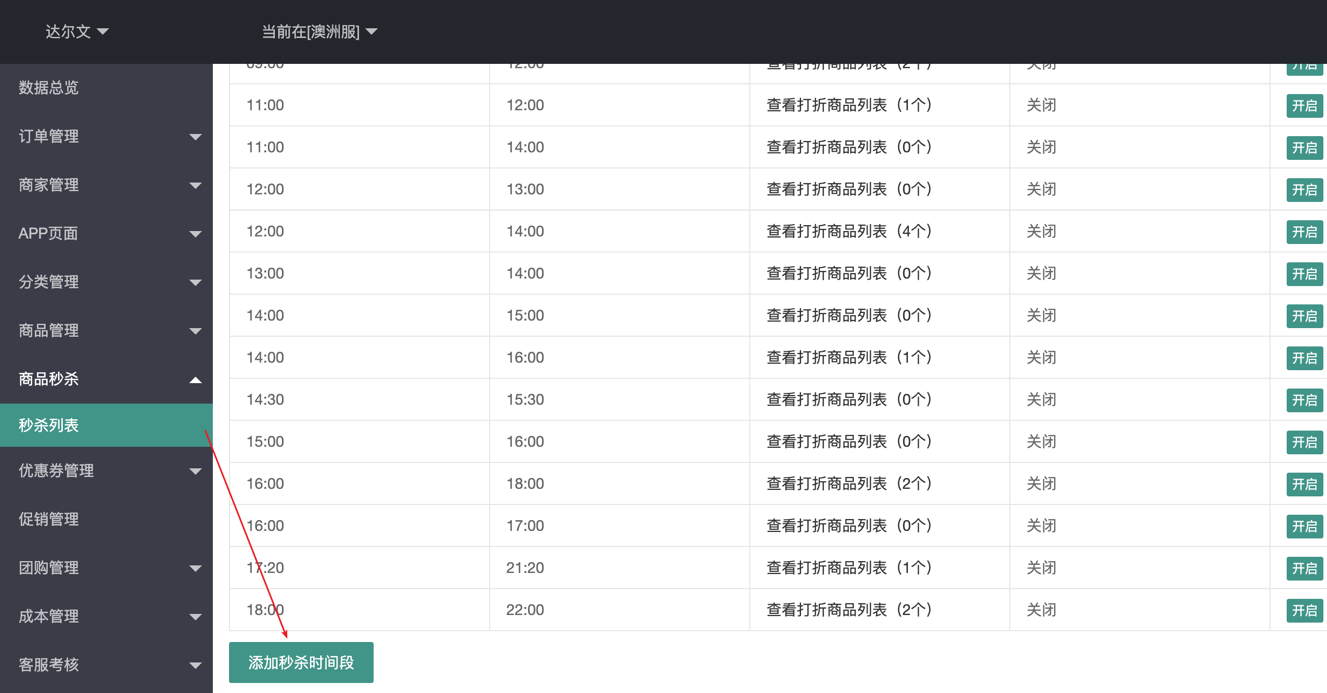 达尔文 当前在[澳洲服]
数据总览
订单管理
商家管理
APP页面
分类管理
商品管理
商品秒杀
秒杀列表
优惠券管理
促销管理
团购管理
成本管理
客服考核
09:00 12:00 查看打折商品列表（2个） 关闭 开启
11:00 12:00 查看打折商品列表（1个） 关闭 开启
11:00 14:00 查看打折商品列表（0个） 关闭 开启
12:00 13:00 查看打折商品列表（0个） 关闭 开启
12:00 14:00 查看打折商品列表（4个） 关闭 开启
13:00 14:00 查看打折商品列表（0个） 关闭 开启
14:00 15:00 查看打折商品列表（0个） 关闭 开启
14:00 16:00 查看打折商品列表（1个） 关闭 开启
14:30 15:30 查看打折商品列表（0个） 关闭 开启
15:00 16:00 查看打折商品列表（0个） 关闭 开启
16:00 18:00 查看打折商品列表（2个） 关闭 开启
16:00 17:00 查看打折商品列表（0个） 关闭 开启
17:20 21:20 查看打折商品列表（1个） 关闭 开启
18:00 22:00 查看打折商品列表（2个） 关闭 开启
添加秒杀时间段